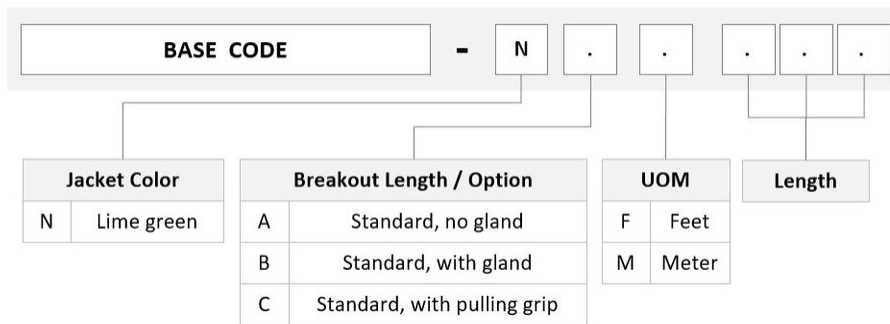 BASE CODE - N . . . . .
Jacket Color Breakout Length / Option UOM Length
N Lime green A Standard, no gland F Feet
B Standard, with gland M Meter
C Standard, with pulling grip